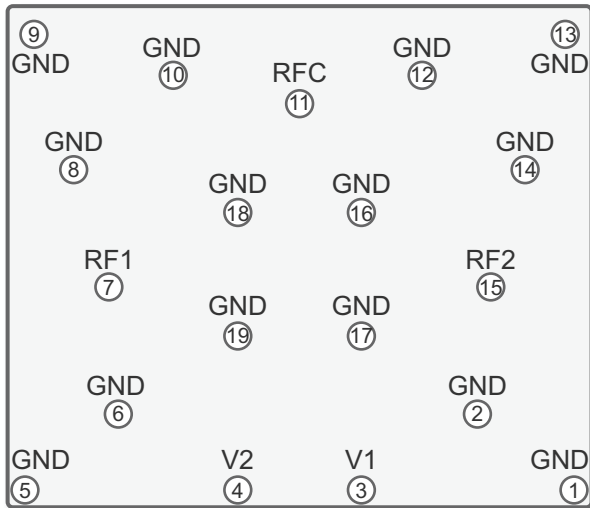 9 13
GND GND
GND GND
10 12
RFC
11
GND GND
8 14
GND GND
18 16
RF1 RF2
7 15
GND GND
19 17
GND GND
6 2
GND V2 V1 GND
5 4 3 1